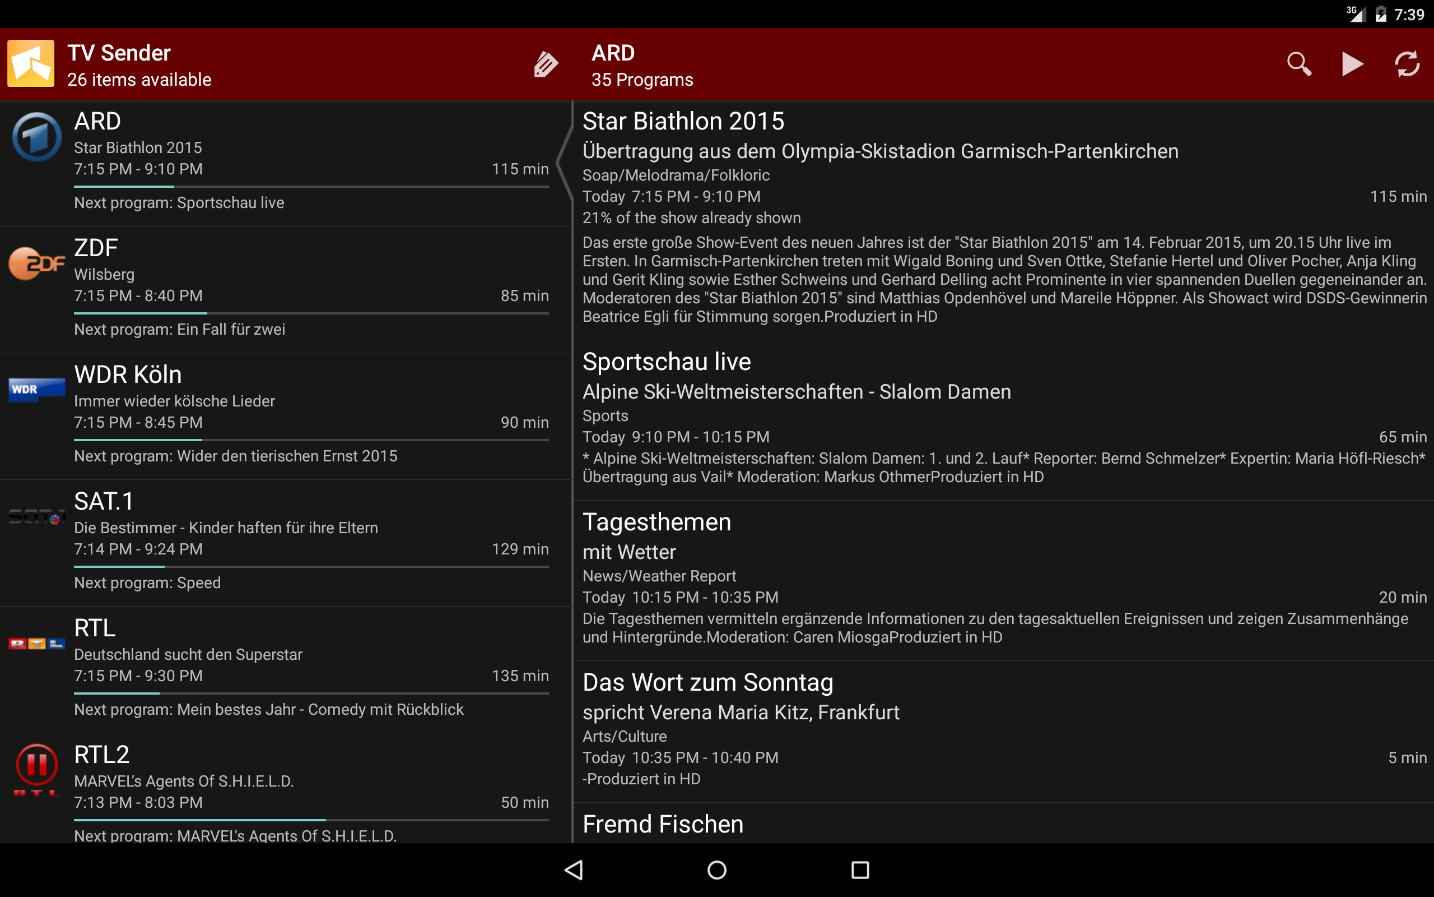 3G
7:39
TV Sender
26 items available
ARD
35 Programs
ARD
Star Biathlon 2015
7:15 PM - 9:10 PM
115 min
Next program: Sportschau live
ZDF
ZDF
Wilsberg
7:15 PM - 8:40 PM
85 min
Next program: Ein Fall für zwei
WDR
WDR Köln
Immer wieder kölsche Lieder
7:15 PM - 8:45 PM
90 min
Next program: Wider den tierischen Ernst 2015
SAT.1
Die Bestimmer - Kinder haften für ihre Eltern
7:14 PM - 9:24 PM
129 min
Next program: Speed
RTL
RTL
Deutschland sucht den Superstar
7:15 PM - 9:30 PM
135 min
Next program: Mein bestes Jahr - Comedy mit Rückblick
RTL
RTL2
MARVEL's Agents Of S.H.I.E.L.D.
7:13 PM - 8:03 PM
50 min
Next program: MARVEL's Agents Of S.H.I.E.L.D.
Star Biathlon 2015
Übertragung aus dem Olympia-Skistadion Garmisch-Partenkirchen
Soap/Melodrama/Folkloric
Today 7:15 PM - 9:10 PM
115 min
21% of the show already shown
Das erste große Show-Event des neuen Jahres ist der "Star Biathlon 2015" am 14. Februar 2015, um 20.15 Uhr live im
Ersten. In Garmisch-Partenkirchen treten mit Wigald Boning und Sven Ottke, Stefanie Hertel und Oliver Pocher, Anja Kling
und Gerit Kling sowie Esther Schweins und Gerhard Delling acht Prominente in vier spannenden Duellen gegeneinander an.
Moderatoren des "Star Biathlon 2015" sind Matthias Opdenhövel und Mareile Höppner. Als Showact wird DSDS-Gewinnerin
Beatrice Egli für Stimmung sorgen.Produziert in HD
Sportschau live
Alpine Ski-Weltmeisterschaften - Slalom Damen
Sports
Today 9:10 PM - 10:15 PM
65 min
* Alpine Ski-Weltmeisterschaften: Slalom Damen: 1. und 2. Lauf* Reporter: Bernd Schmelzer* Expertin: Maria Höfl-Riesch*
Übertragung aus Vail* Moderation: Markus OthmerProduziert in HD
Tagesthemen
mit Wetter
News/Weather Report
Today 10:15 PM - 10:35 PM
20 min
Die Tagesthemen vermitteln ergänzende Informationen zu den tagesaktuellen Ereignissen und zeigen Zusammenhänge
und Hintergründe.Moderation: Caren MiosgaProduziert in HD
Das Wort zum Sonntag
spricht Verena Maria Kitz, Frankfurt
Arts/Culture
Today 10:35 PM - 10:40 PM
5 min
-Produziert in HD
Fremd Fischen